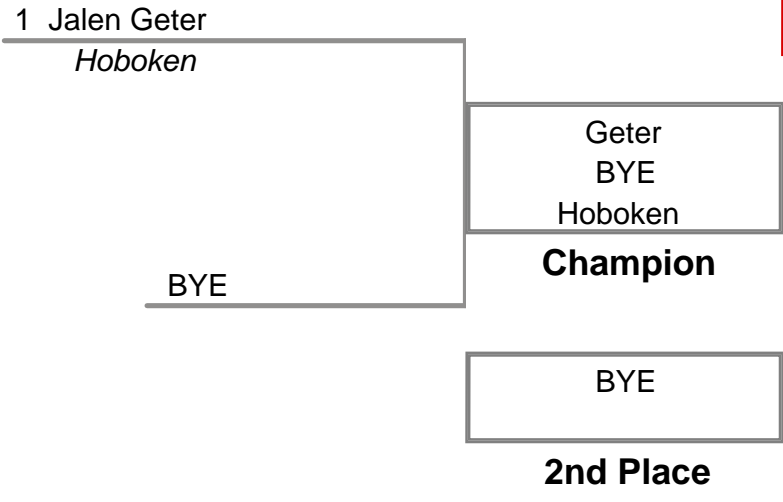 1 Jalen Geter
Hoboken
Geter
BYE
Hoboken
Champion
BYE
BYE
2nd Place